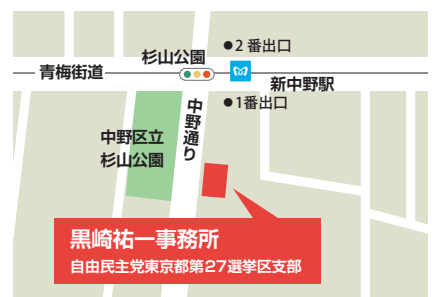 ●2番出口
杉山公園
青梅街道
新中野駅
●1番出口
中野通り
中野区立
杉山公園
黒崎祐一事務所
自由民主党東京都第27選挙区支部